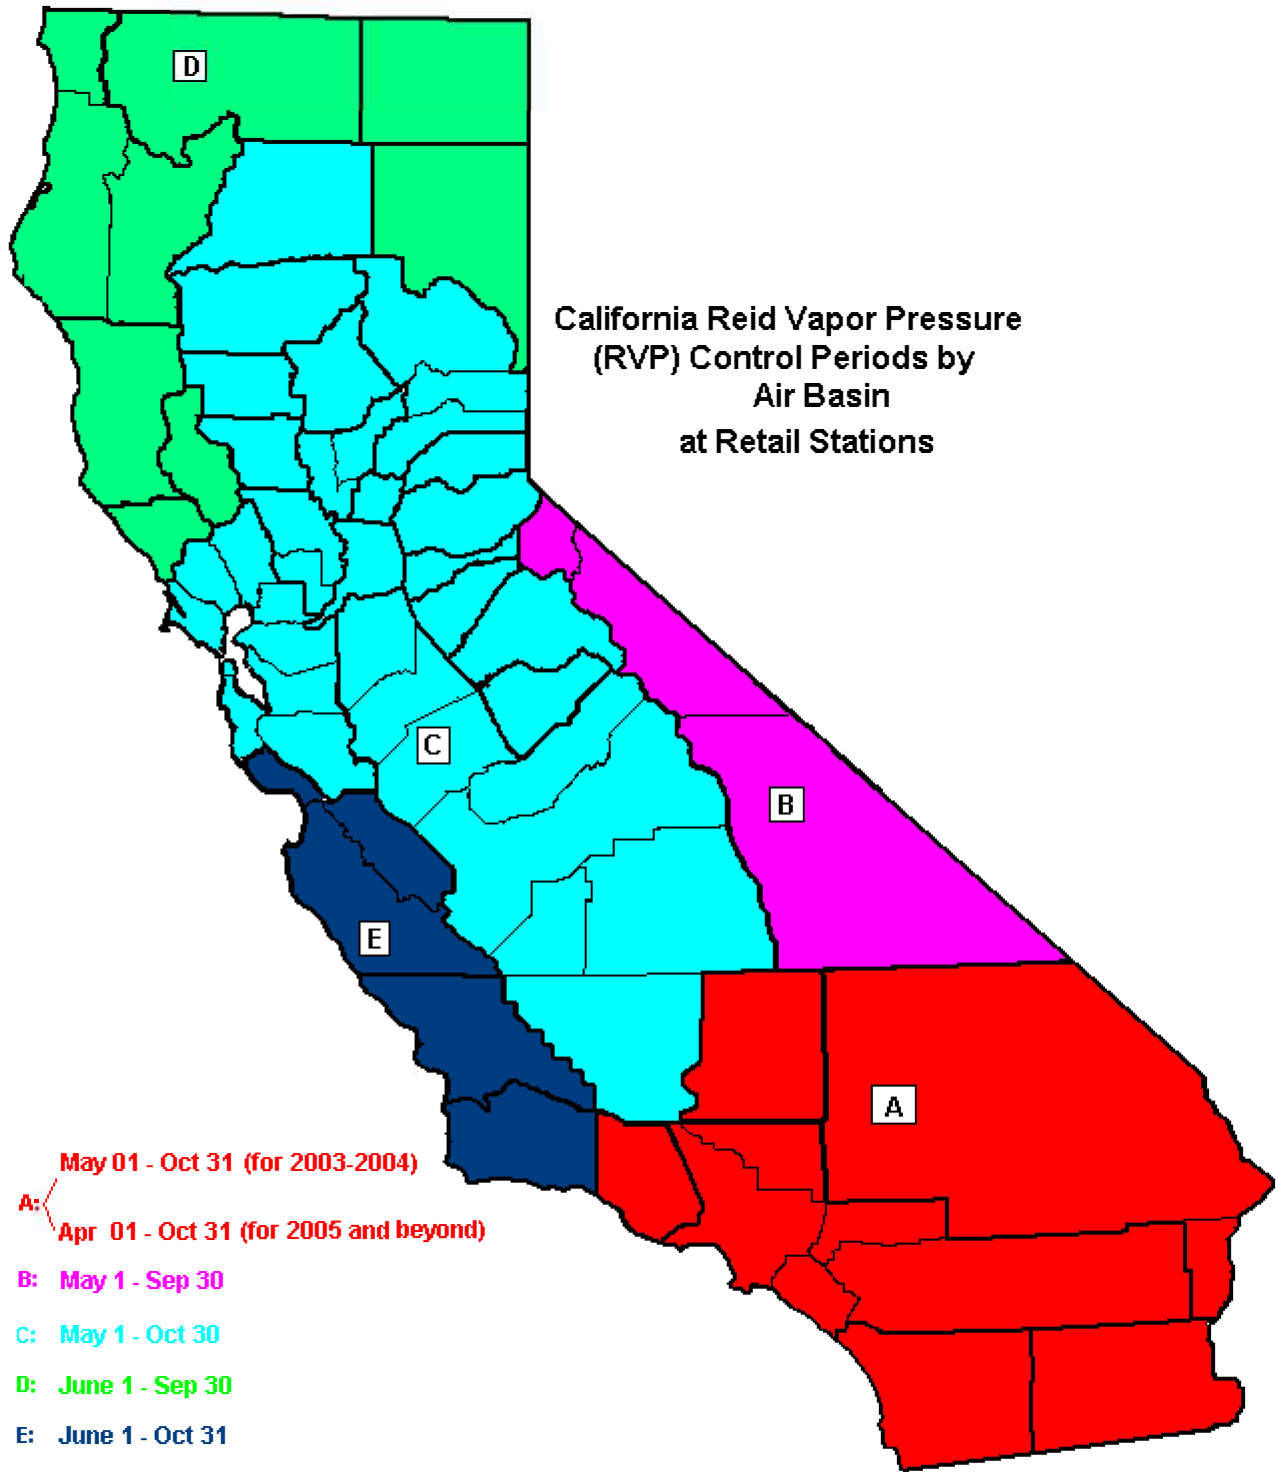 D
California Reid Vapor Pressure
(RVP) Control Periods by
Air Basin
at Retail Stations
C
B
E
A
May 01 - Oct 31 (for 2003-2004)
A:
Apr 01 - Oct 31 (for 2005 and beyond)
B: May 1 - Sep 30
C: May 1 - Oct 30
D: June 1 - Sep 30
E: June 1 - Oct 31